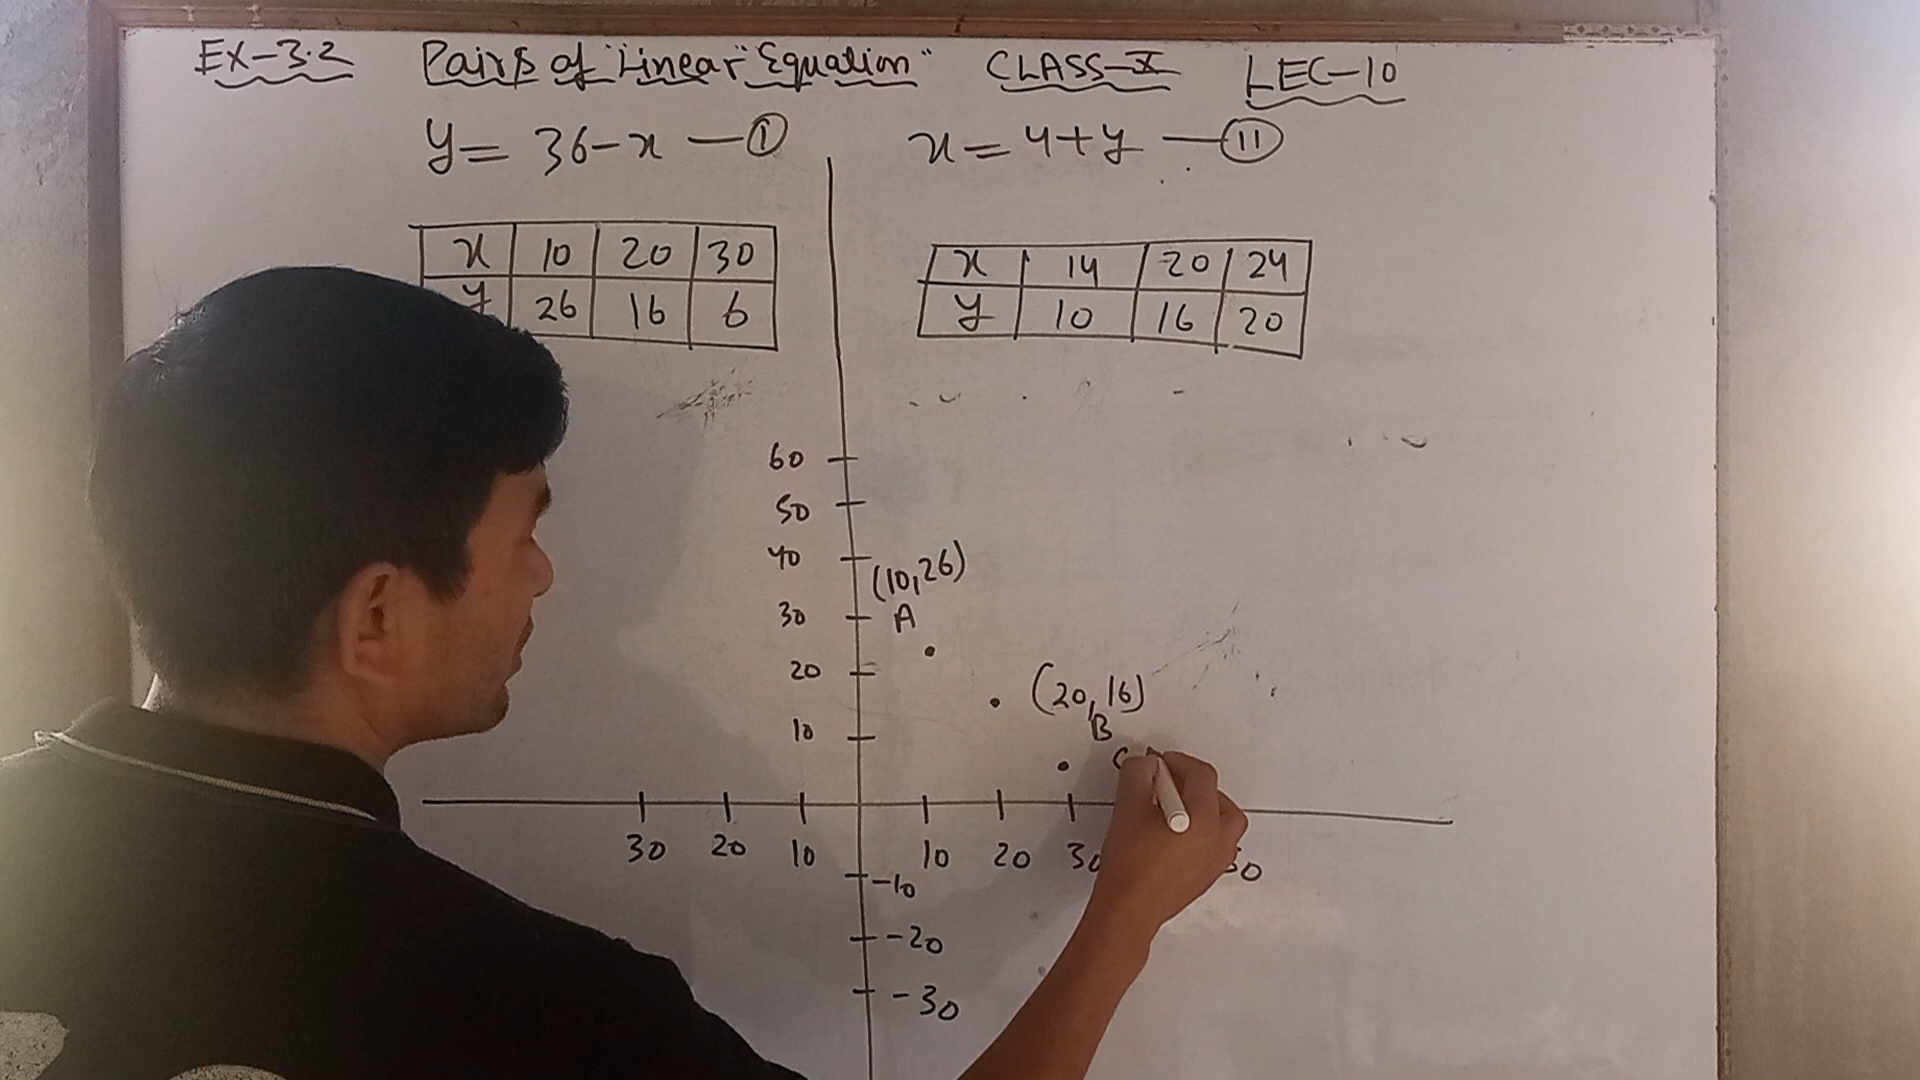 EX-3.2 Pairs of "Linear" Equation" CLASS-X LEC-10
y = 36-x — (I) x = 4+y — (II)
x 10 20 30
y 26 16 6
x 14 20 24
y 10 16 20
60
50
40
(10,26)
30 A
20
(20,16)
10 B
C
30 20 10 10 20 30
-10
-20
-30